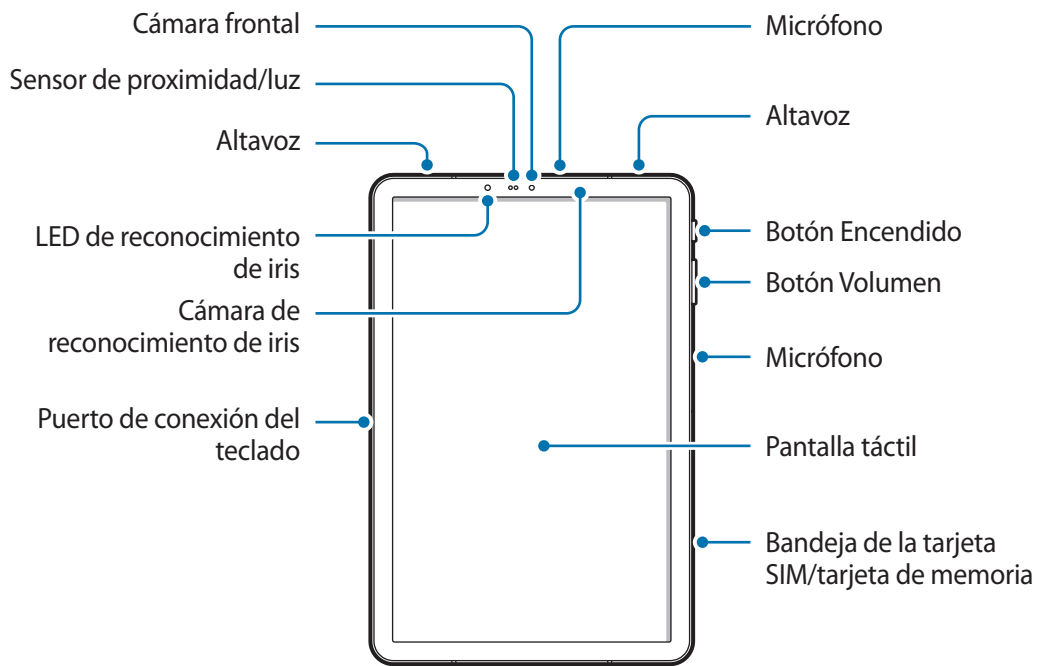 Cámara frontal
Sensor de proximidad/luz
Altavoz
LED de reconocimiento
de iris
Cámara de
reconocimiento de iris
Puerto de conexión del
teclado
Micrófono
Altavoz
Botón Encendido
Botón Volumen
Micrófono
Pantalla táctil
Bandeja de la tarjeta
SIM/tarjeta de memoria